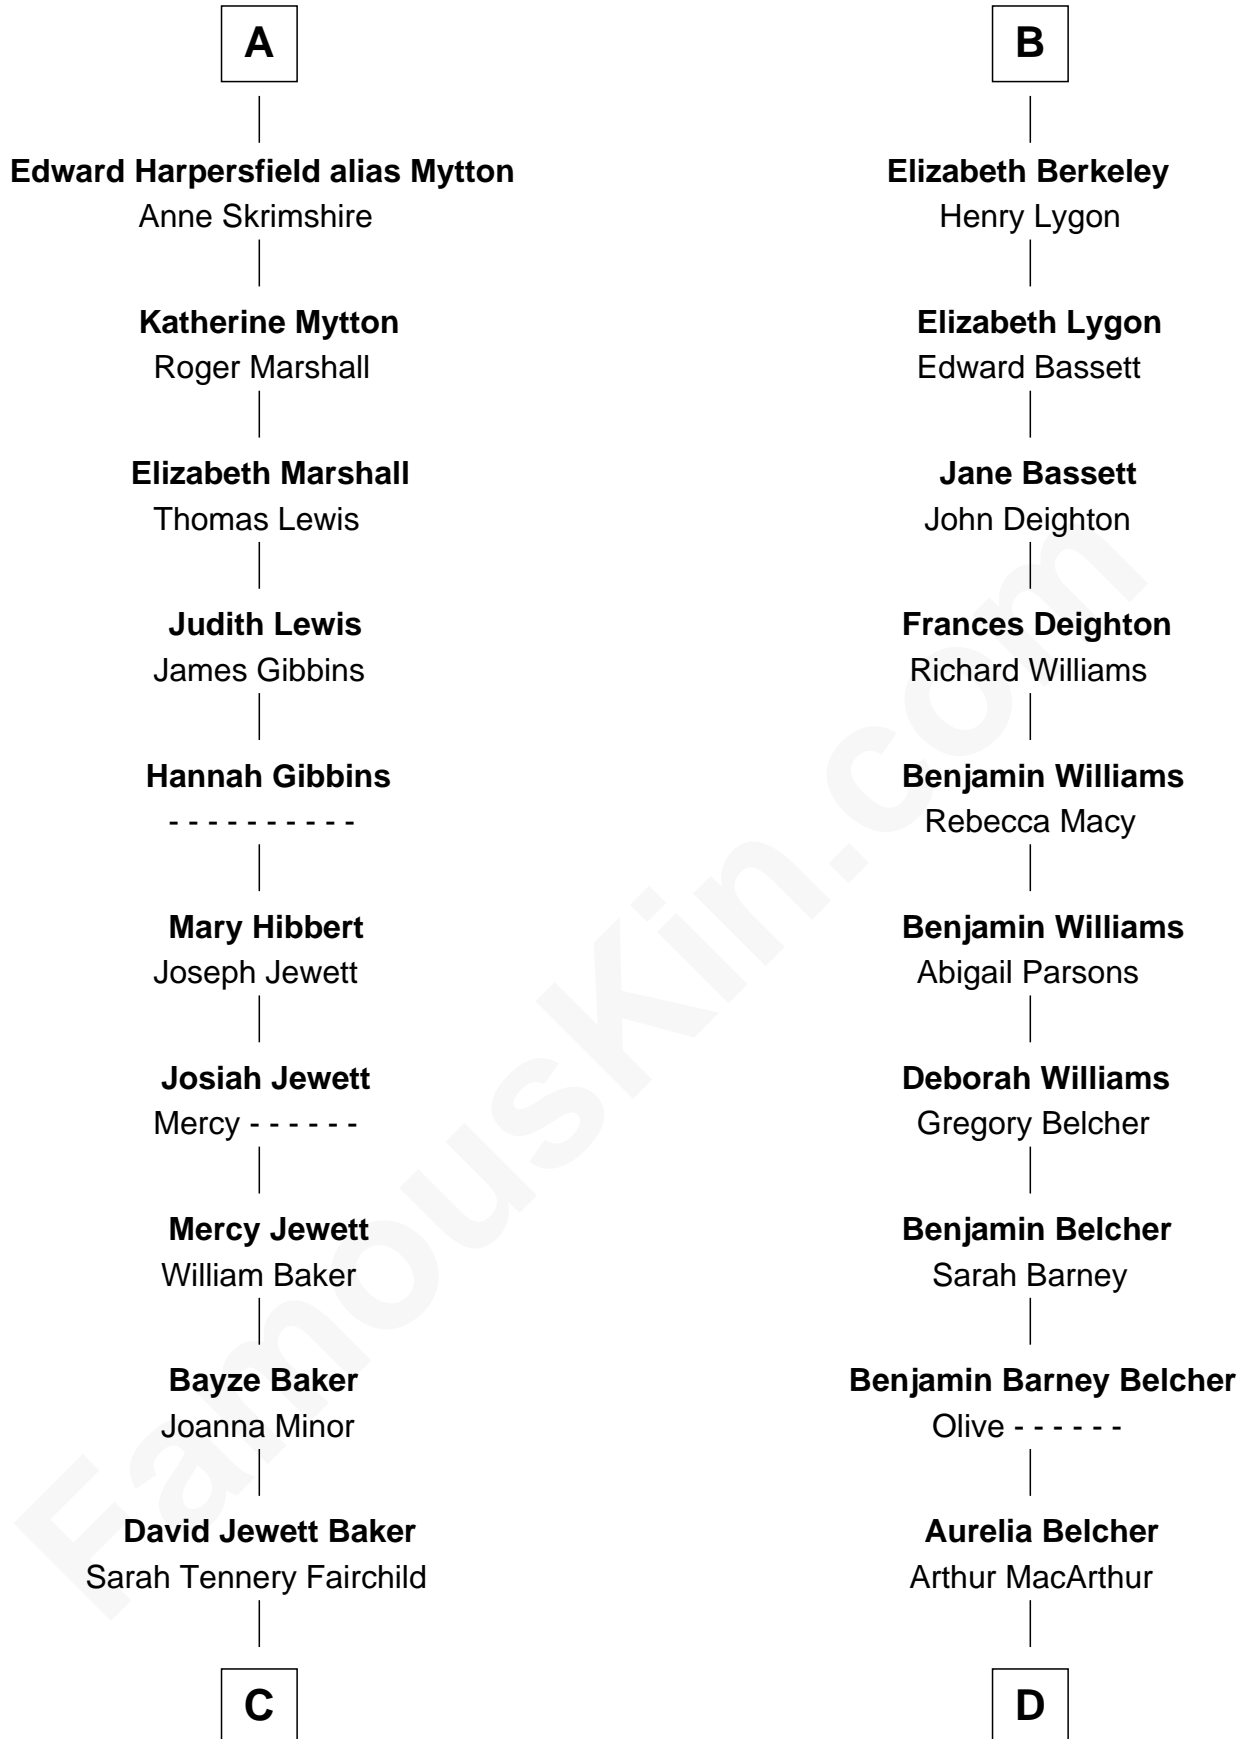 A
Edward Harpersfield alias Mytton
Anne Skrimshire
Katherine Mytton
Roger Marshall
Elizabeth Marshall
Thomas Lewis
Judith Lewis
James Gibbins
Hannah Gibbins
- - - - - - - - - -
Mary Hibbert
Joseph Jewett
Josiah Jewett
Mercy - - - - - -
Mercy Jewett
William Baker
Bayze Baker
Joanna Minor
David Jewett Baker
Sarah Tennery Fairchild
C
B
Elizabeth Berkeley
Henry Lygon
Elizabeth Lygon
Edward Bassett
Jane Bassett
John Deighton
Frances Deighton
Richard Williams
Benjamin Williams
Rebecca Macy
Benjamin Williams
Abigail Parsons
Deborah Williams
Gregory Belcher
Benjamin Belcher
Sarah Barney
Benjamin Barney Belcher
Olive - - - - - -
Aurelia Belcher
Arthur MacArthur
D
FamousKin.com